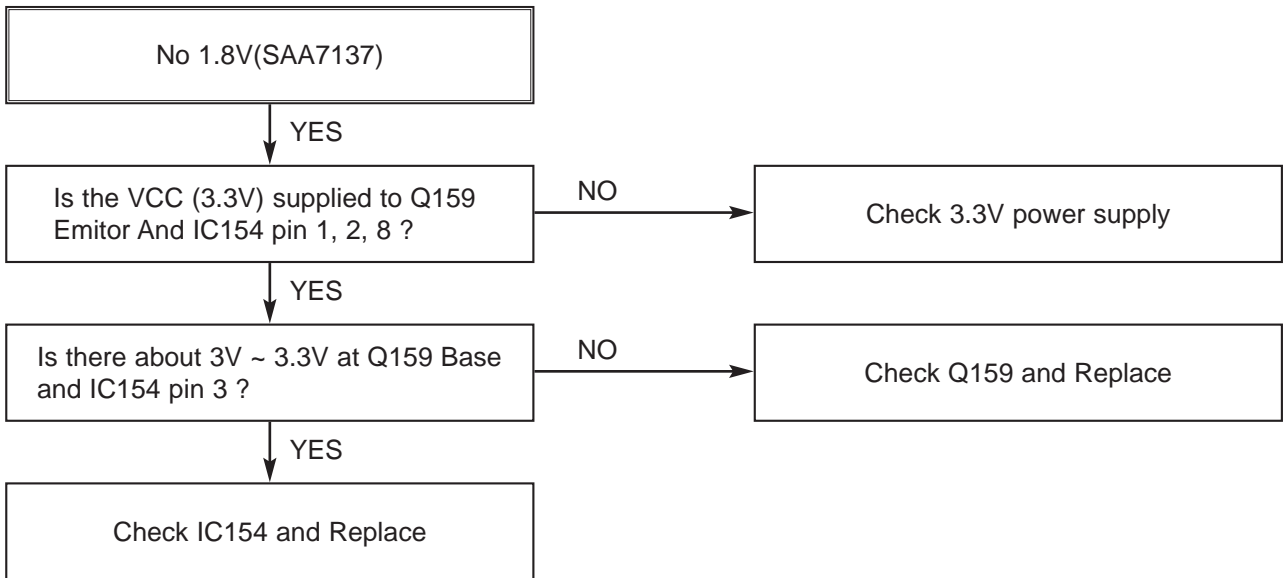 No 1.8V(SAA7137)
YES
Is the VCC (3.3V) supplied to Q159
Emitor And IC154 pin 1, 2, 8 ?
NO
Check 3.3V power supply
YES
Is there about 3V ~ 3.3V at Q159 Base
and IC154 pin 3 ?
NO
Check Q159 and Replace
YES
Check IC154 and Replace